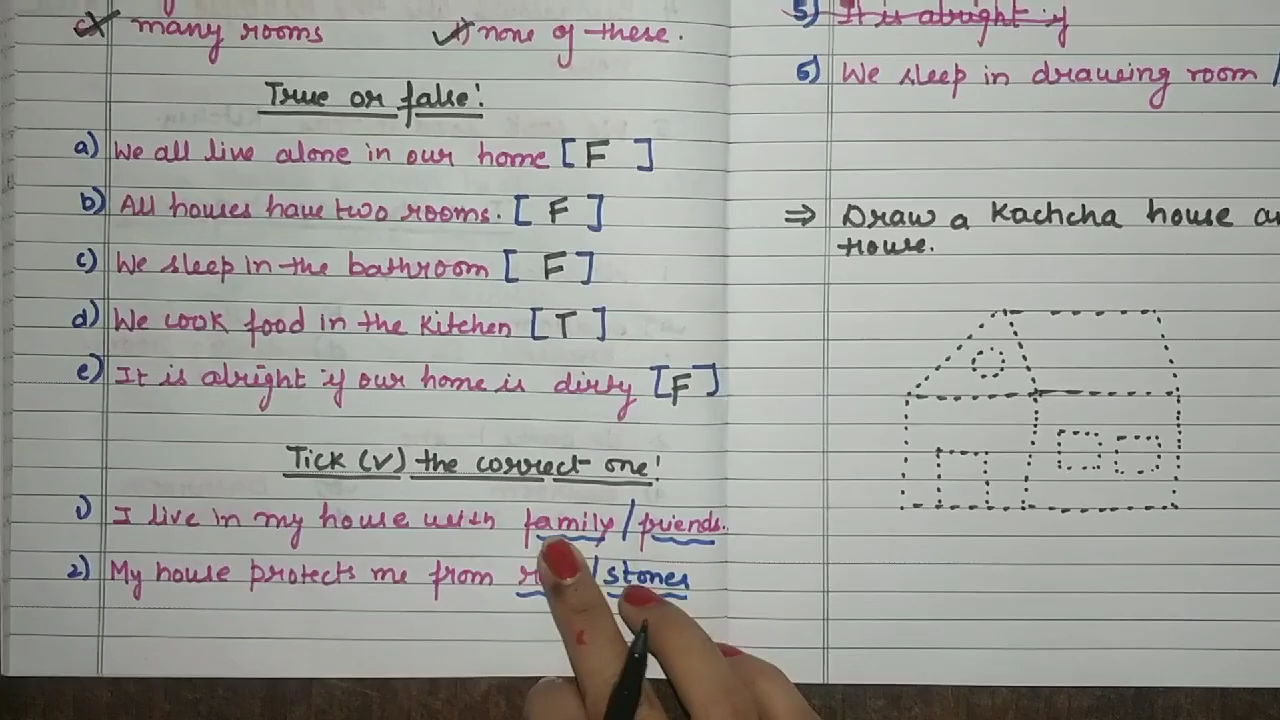 c) many rooms d) none of these.
True or false!
a) We all live alone in our home [ F ]
b) All houses have two rooms. [ F ]
c) We sleep in the bathroom [ F ]
d) We cook food in the kitchen [ T ]
e) It is alright if our home is dirty [ F ]
Tick (√) the correct one!
1) I live in my house with family / friends.
2) My house protects me from / stones
5) It is alright if
6) We sleep in drawing room /
⇒ Draw a Kachcha house
House.